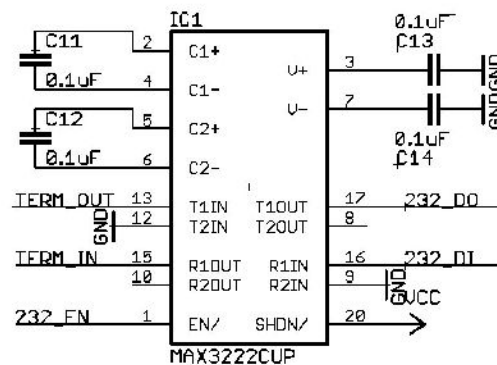 IC1
C11
2
C1+
0.1uF
C13
0.1uF
4
C1-
V+
3
GND
C12
5
C2+
V-
7
GND
0.1uF
6
C2-
0.1uF
C14
TERM_OUT
13
T1IN
T1OUT
17
232_DO
GND
12
T2IN
T2OUT
8
TERM_IN
15
R1OUT
R1IN
16
232_DI
10
R2OUT
R2IN
9
GND
232_EN
1
EN/
SHDN/
20
VCC
MAX3222CUP